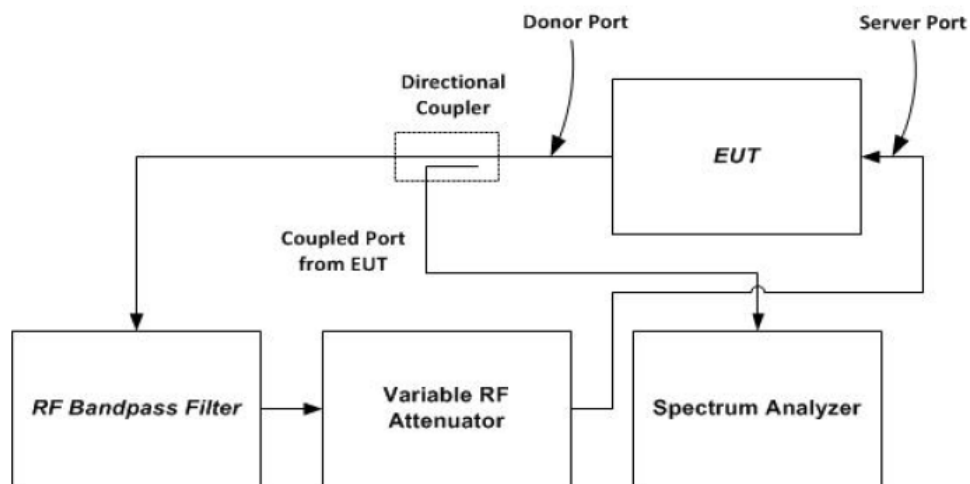 Donor Port
Server Port
Directional
Coupler
EUT
Coupled Port
from EUT
RF Bandpass Filter
Variable RF
Attenuator
Spectrum Analyzer